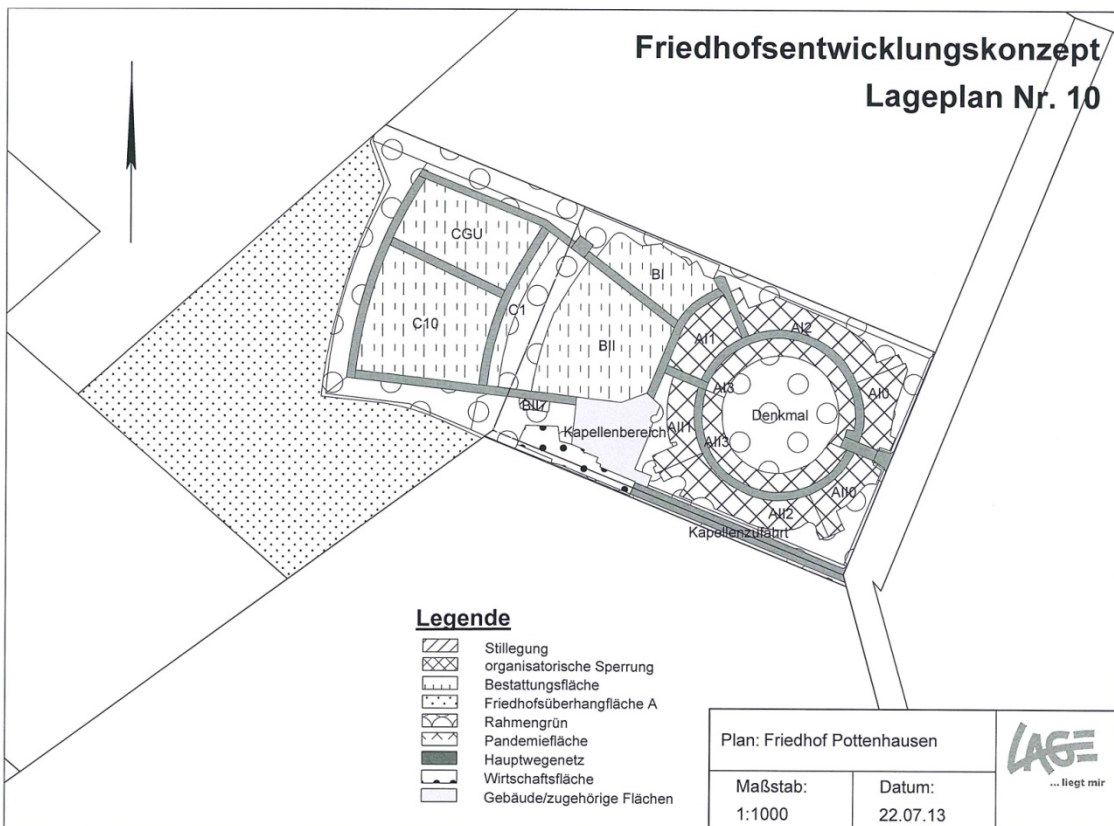 Friedhofsentwicklungskonzept
Lageplan Nr. 10
CGU
BI
C1
C10
BII
AI1
AI2
AI3
AI0
BII1
Denkmal
Kapellenbereich
AII1
AII3
AII0
AII2
Kapellenzufahrt
Legende
Stillegung
organisatorische Sperrung
Bestattungsfläche
Friedhofsüberhangfläche A
Rahmengrün
Pandemiefläche
Hauptwegenetz
Wirtschaftsfläche
Gebäude/zugehörige Flächen
Plan: Friedhof Pottenhausen
Maßstab:
1:1000
Datum:
22.07.13
LAGE
... liegt mir